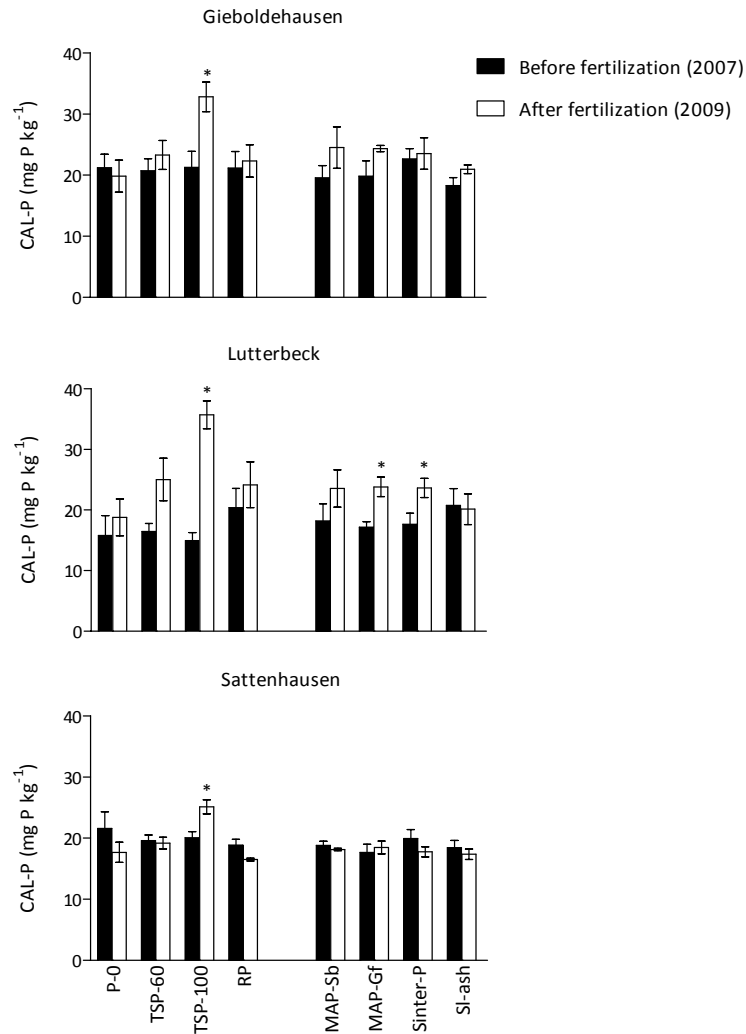 Gieboldehausen
Before fertilization (2007)
After fertilization (2009)
CAL-P (mg P kg⁻¹)
40
30
20
10
0
*
Lutterbeck
CAL-P (mg P kg⁻¹)
40
30
20
10
0
*
*
*
Sattenhausen
CAL-P (mg P kg⁻¹)
40
30
20
10
0
*
P-0
TSP-60
TSP-100
RP
MAP-Sb
MAP-Gf
Sinter-P
Sl-ash